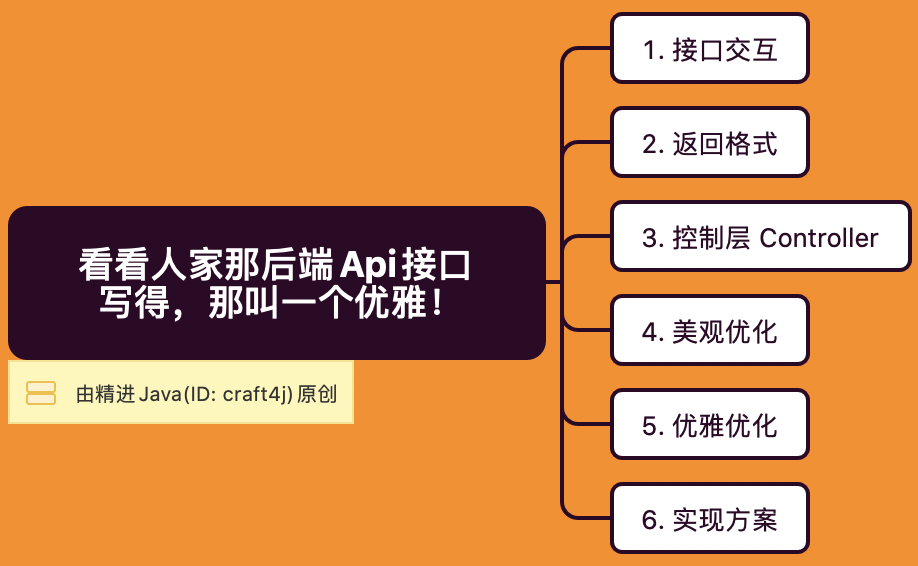 看看人家那后端 Api 接口
写得，那叫一个优雅！
由精进 Java(ID: craft4j) 原创
1. 接口交互
2. 返回格式
3. 控制层 Controller
4. 美观优化
5. 优雅优化
6. 实现方案